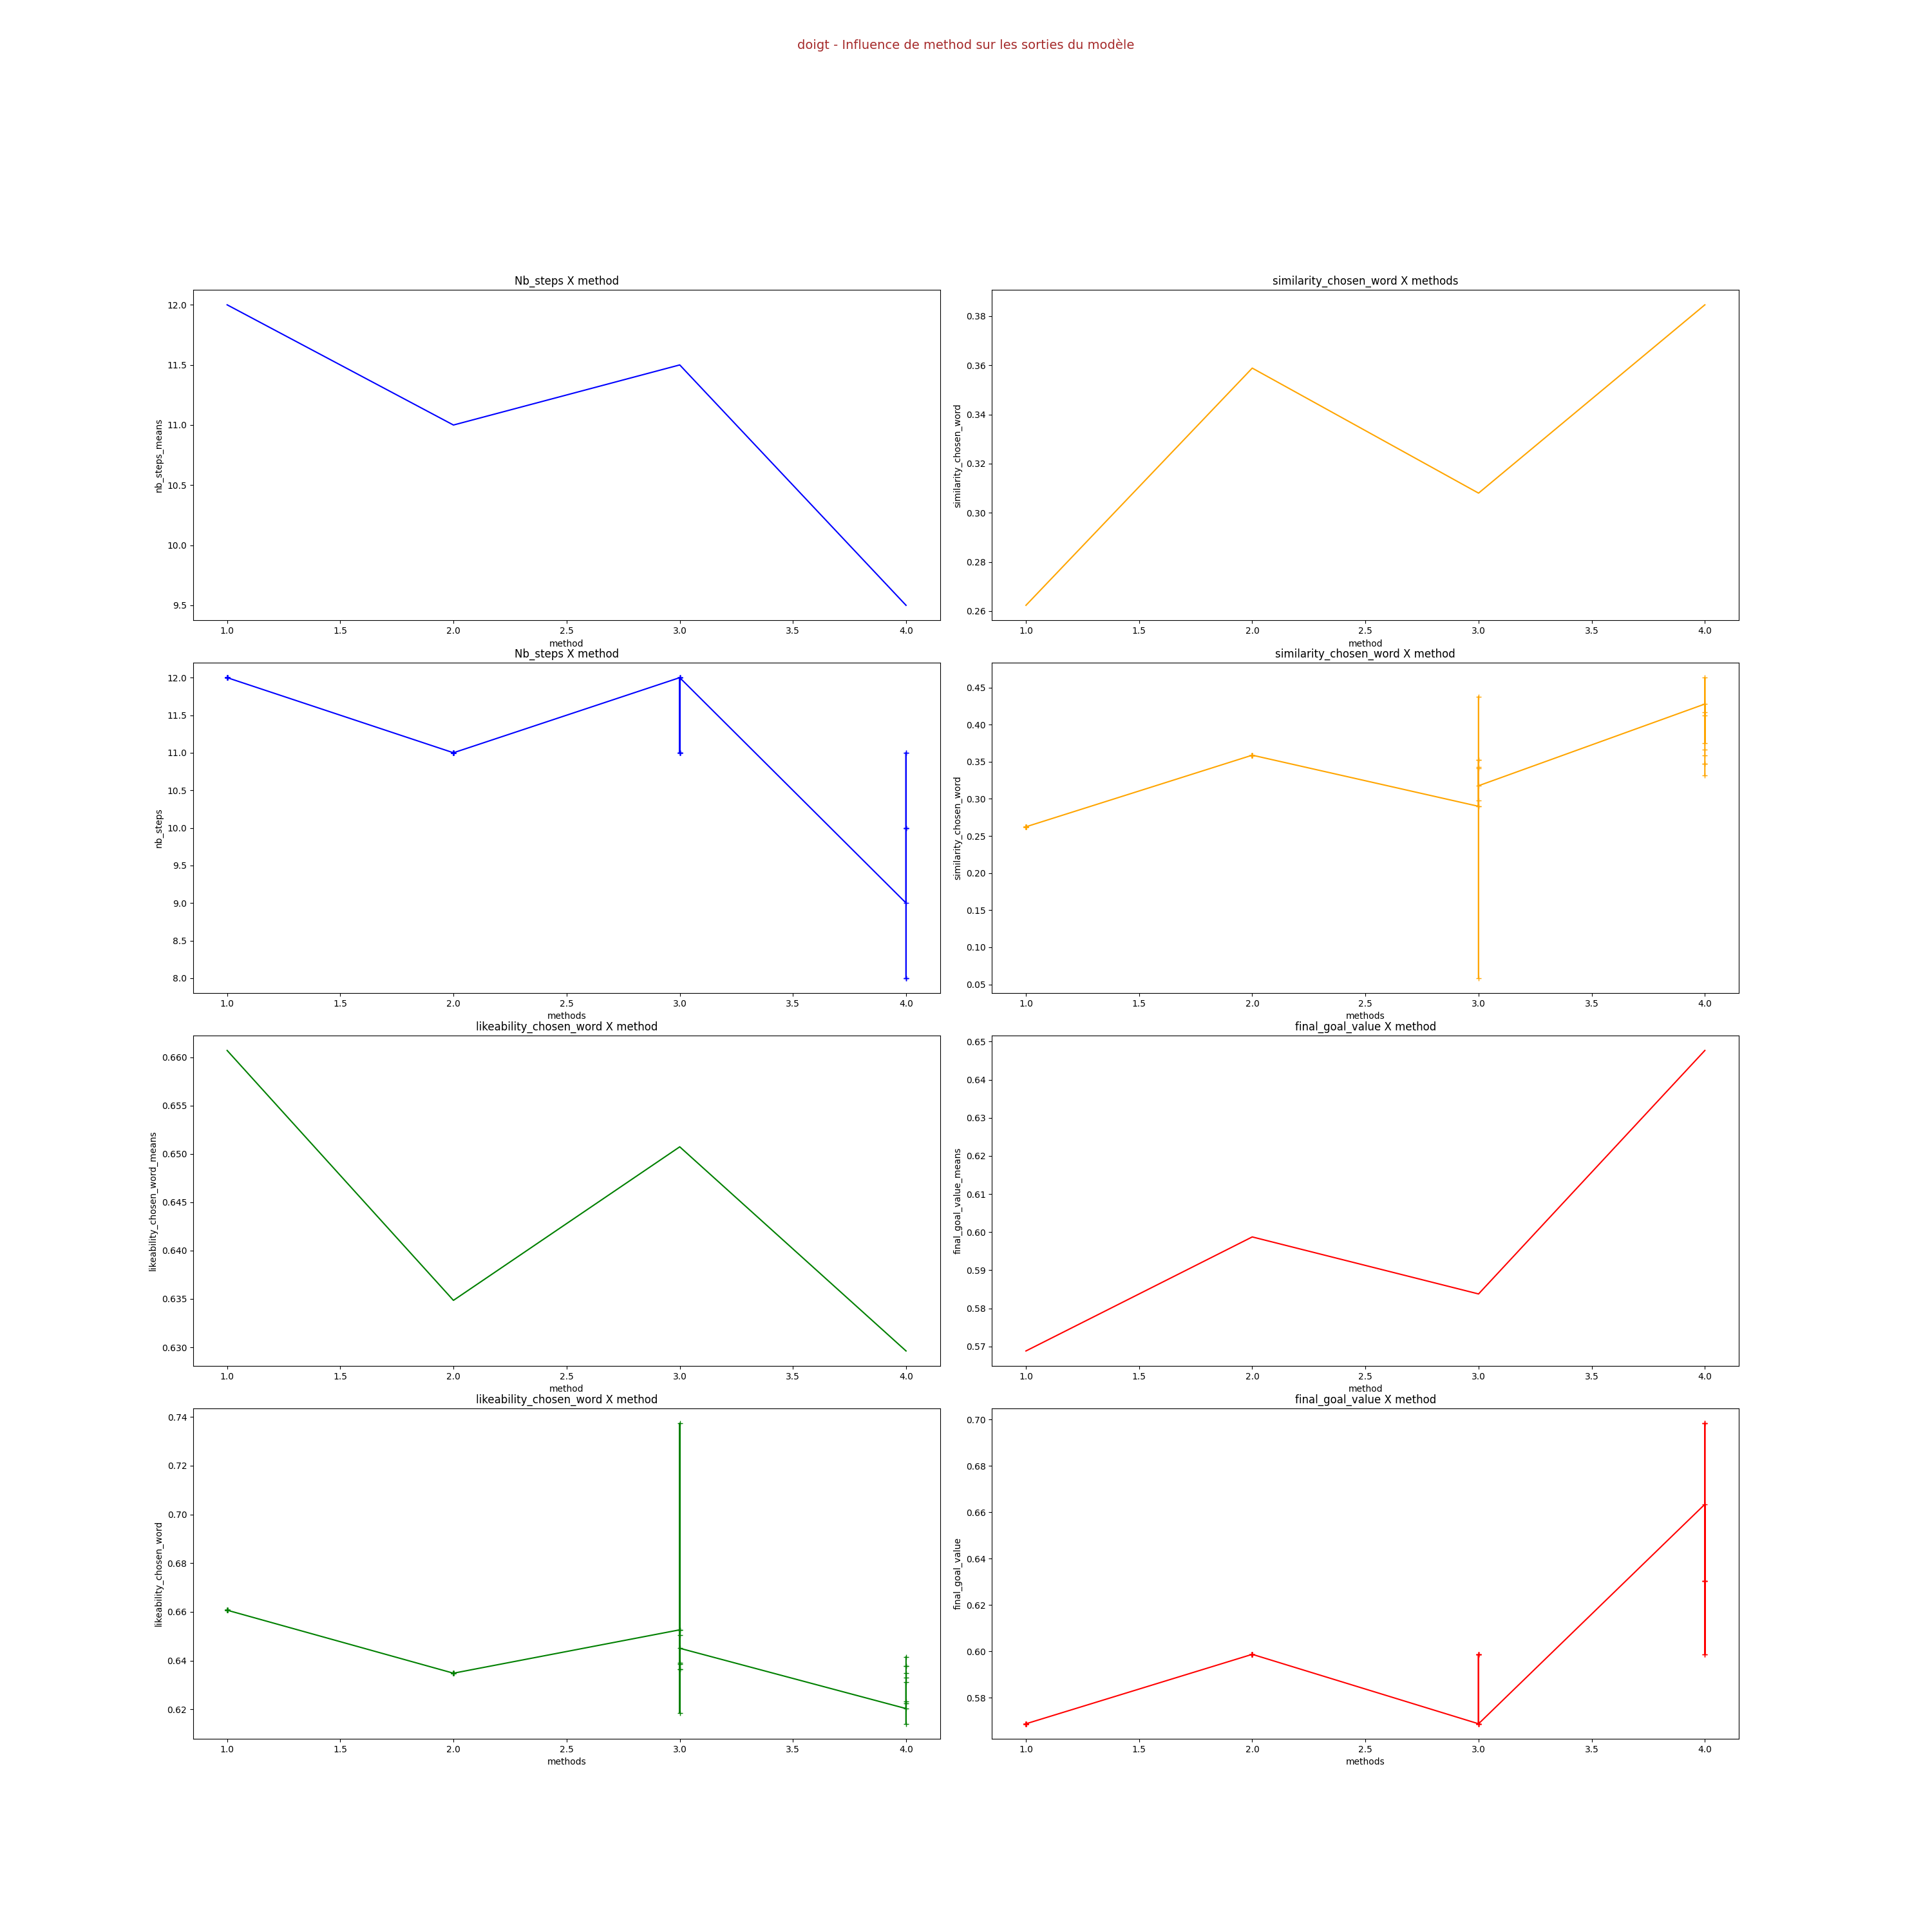 doigt - Influence de method sur les sorties du modèle
Nb_steps X method
nb_steps_means
12.0
11.5
11.0
10.5
10.0
9.5
1.0 1.5 2.0 2.5 3.0 3.5 4.0
method
similarity_chosen_word X methods
similarity_chosen_word
0.38
0.36
0.34
0.32
0.30
0.28
0.26
1.0 1.5 2.0 2.5 3.0 3.5 4.0
method
Nb_steps X method
nb_steps
12.0
11.5
11.0
10.5
10.0
9.5
9.0
8.5
8.0
1.0 1.5 2.0 2.5 3.0 3.5 4.0
methods
similarity_chosen_word X method
similarity_chosen_word
0.45
0.40
0.35
0.30
0.25
0.20
0.15
0.10
0.05
1.0 1.5 2.0 2.5 3.0 3.5 4.0
methods
likeability_chosen_word X method
likeability_chosen_word_means
0.660
0.655
0.650
0.645
0.640
0.635
0.630
1.0 1.5 2.0 2.5 3.0 3.5 4.0
method
final_goal_value X method
final_goal_value_means
0.65
0.64
0.63
0.62
0.61
0.60
0.59
0.58
0.57
1.0 1.5 2.0 2.5 3.0 3.5 4.0
method
likeability_chosen_word X method
likeability_chosen_word
0.74
0.72
0.70
0.68
0.66
0.64
0.62
1.0 1.5 2.0 2.5 3.0 3.5 4.0
methods
final_goal_value X method
final_goal_value
0.70
0.68
0.66
0.64
0.62
0.60
0.58
1.0 1.5 2.0 2.5 3.0 3.5 4.0
methods